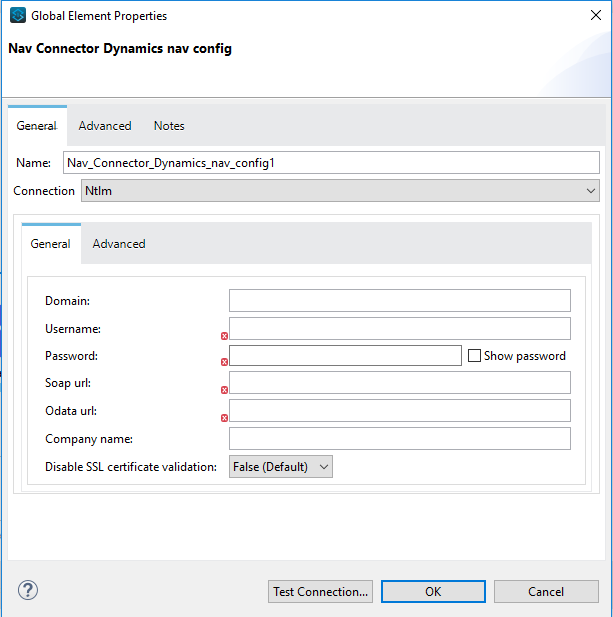 Global Element Properties
Nav Connector Dynamics nav config
General Advanced Notes
Name: Nav_Connector_Dynamics_nav_config1
Connection Ntlm
General Advanced
Domain:
Username:
Password: Show password
Soap url:
Odata url:
Company name:
Disable SSL certificate validation: False (Default)
? Test Connection... OK Cancel